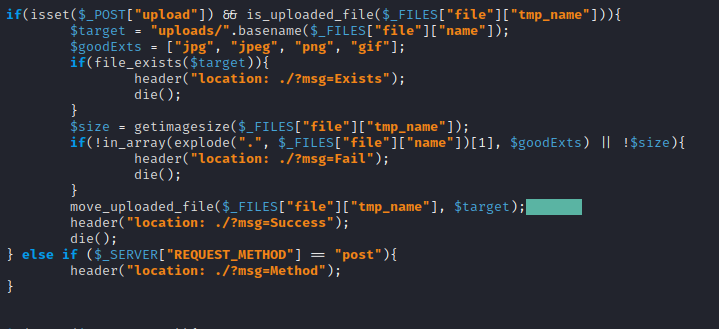 if(isset($_POST["upload"]) && is_uploaded_file($_FILES["file"]["tmp_name"])){
$target = "uploads/".basename($_FILES["file"]["name"]);
$goodExts = ["jpg", "jpeg", "png", "gif"];
if(file_exists($target)){
header("location: ./?msg=Exists");
die();
}
$size = getimagesize($_FILES["file"]["tmp_name"]);
if(!in_array(explode(".", $_FILES["file"]["name"])[1], $goodExts) || !$size){
header("location: ./?msg=Fail");
die();
}
move_uploaded_file($_FILES["file"]["tmp_name"], $target);
header("location: ./?msg=Success");
die();
} else if ($_SERVER["REQUEST_METHOD"] == "post"){
header("location: ./?msg=Method");
}